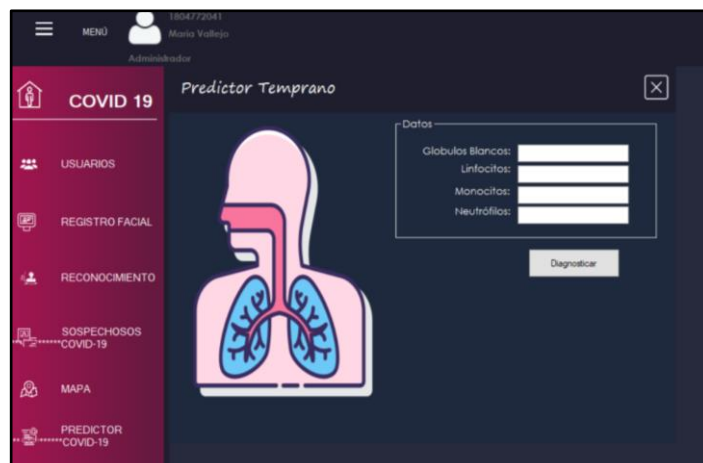 MENÚ
1804772041
Maria Vallejo
Administrador
COVID 19
USUARIOS
REGISTRO FACIAL
RECONOCIMIENTO
SOSPECHOSOS
******COVID-19
MAPA
PREDICTOR
******COVID-19
Predictor Temprano
Datos
Globulos Blancos:
Linfocitos:
Monocitos:
Neutrófilos:
Diagnosticar